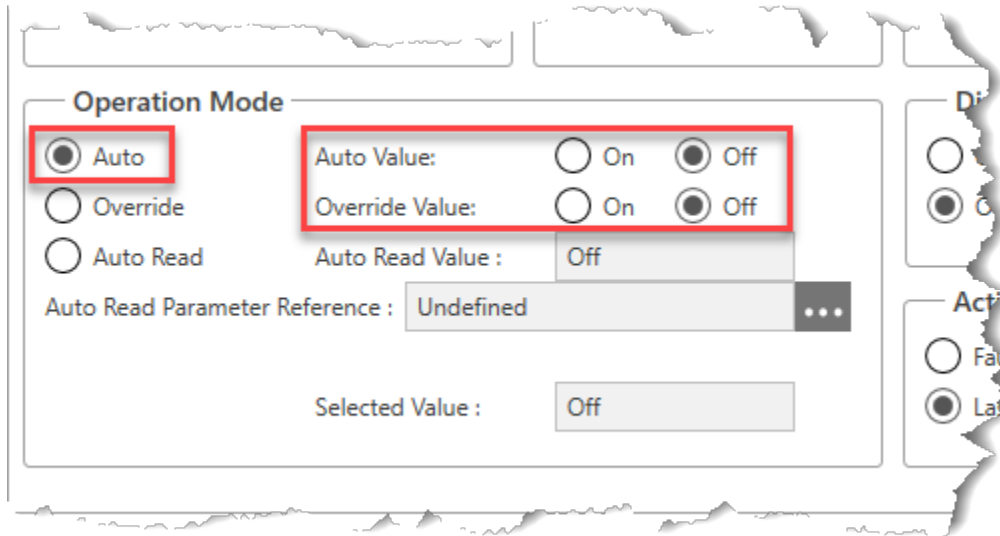 Operation Mode
Auto
Auto Value:
On
Off
Override
Override Value:
On
Off
Auto Read
Auto Read Value :
Off
Auto Read Parameter Reference :
Undefined
...
Selected Value :
Off